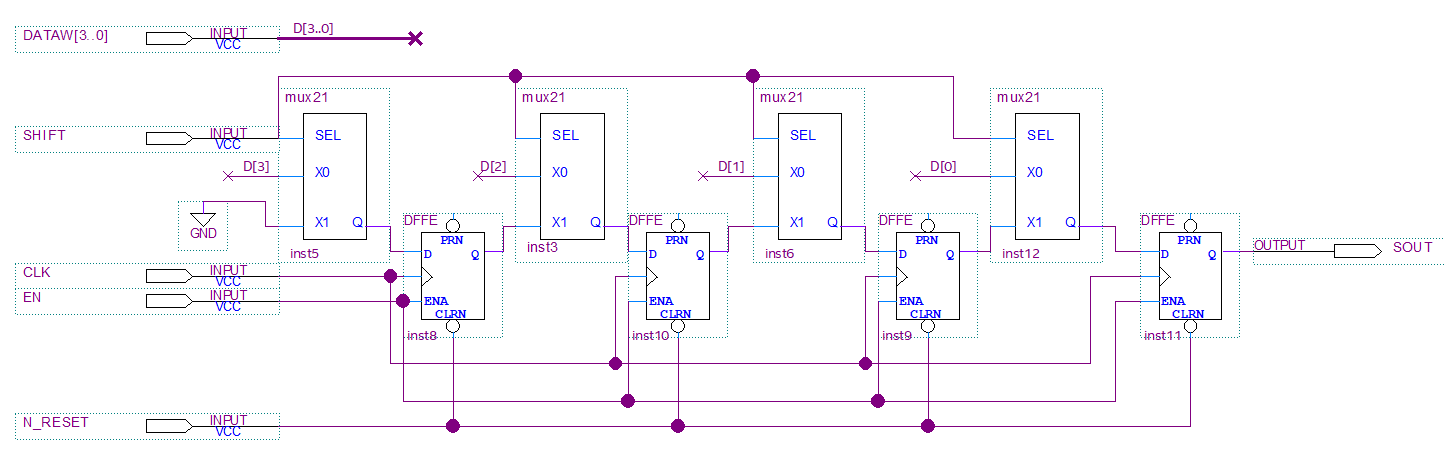 DATAW[3..0] INPUT VCC D[3..0]
mux21 mux21 mux21 mux21
SHIFT INPUT VCC SEL SEL SEL SEL
D[3] X0 D[2] X0 D[1] X0 D[0] X0
GND X1 Q X1 Q X1 Q X1 Q
DFFE DFFE DFFE DFFE
PRN PRN PRN PRN
inst5 inst3 inst6 inst12
D Q D Q D Q D Q OUTPUT SOUT
CLK INPUT VCC
EN INPUT VCC ENA ENA ENA ENA
CLRN CLRN CLRN CLRN
inst8 inst10 inst9 inst11
N_RESET INPUT VCC